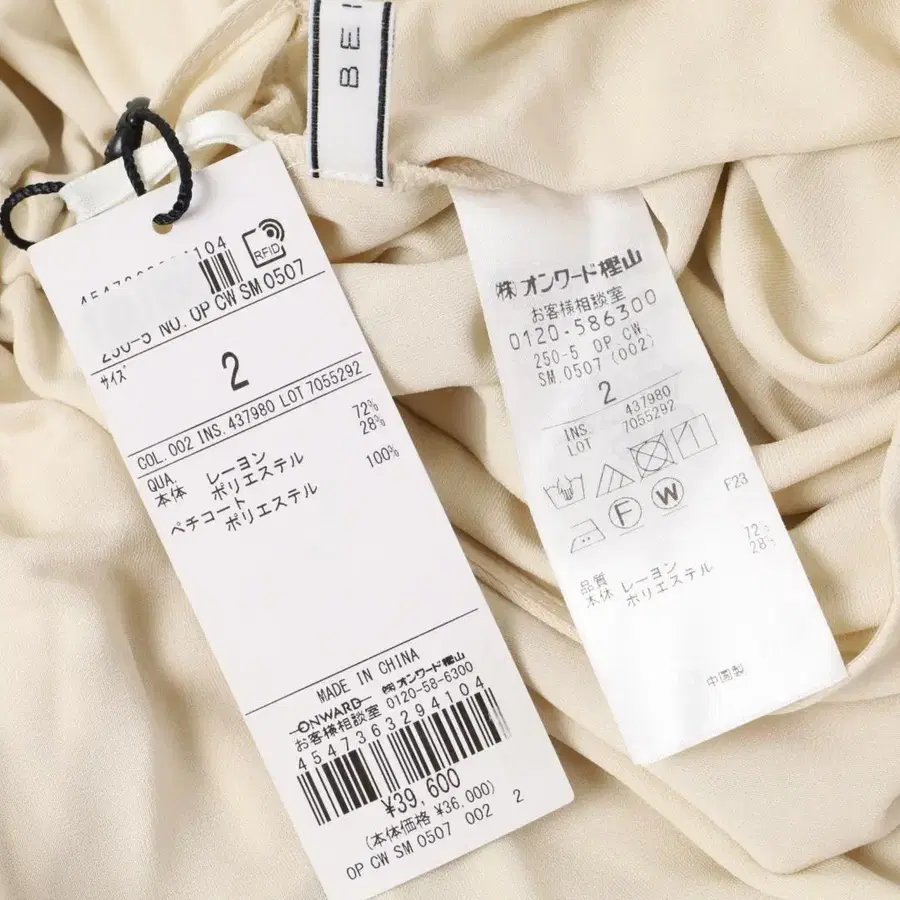 BE
104
RFID
250-5 NO. OP CW SM 0507
サイズ
2
COL. 002 INS. 437980 LOT 7055292
QUA.
本体 レーヨン 72%
ポリエステル 28%
ペチコート
ポリエステル 100%
MADE IN CHINA
ONWARD ㈱オンワード樫山
お客様相談室 0120-58-6300
4547363294104
¥39,600
(本体価格 ¥36,000)
OP CW SM 0507 002 2
㈱オンワード樫山
お客様相談室
0120-586300
250-5 OP. CW.
SM. 0507 (002)
2
INS. 437980
LOT 7055292
F W
F23
品質
本体 レーヨン 72%
ポリエステル 28%
中国製